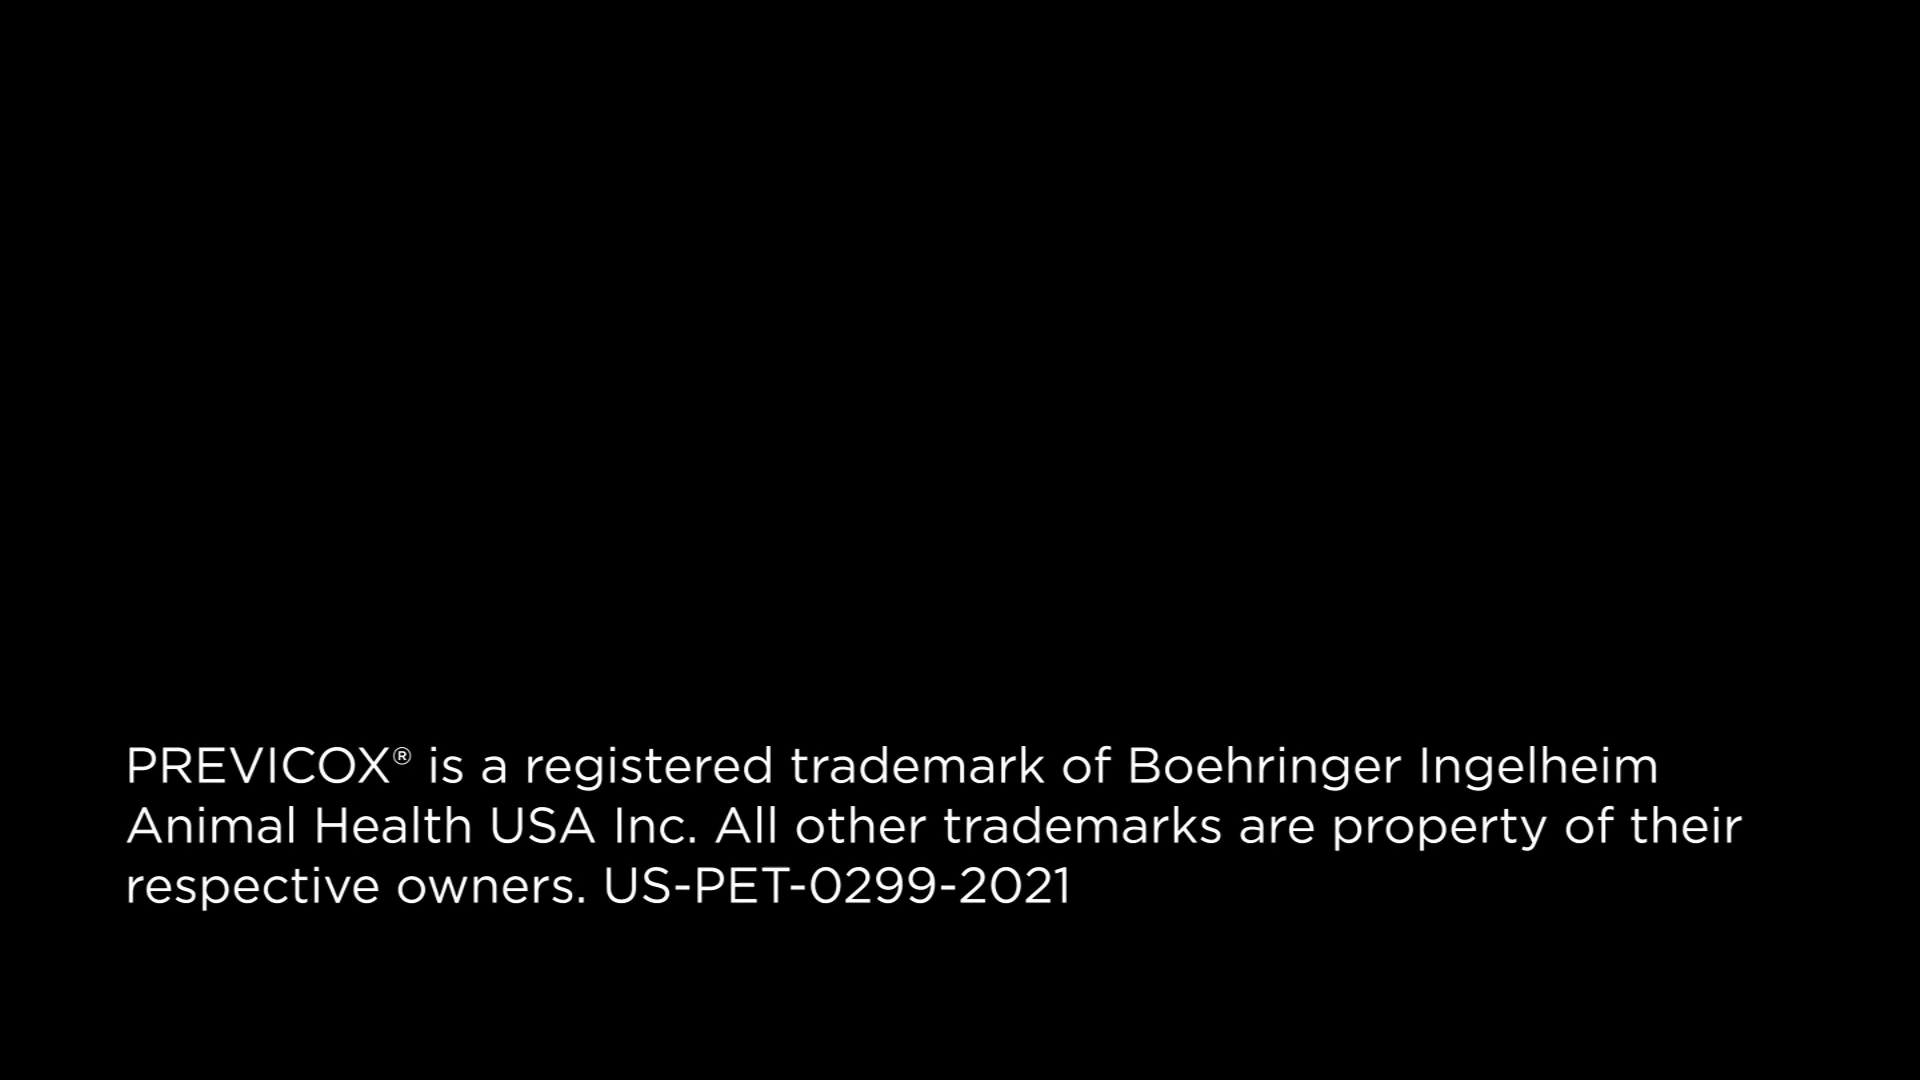 PREVICOX® is a registered trademark of Boehringer Ingelheim
Animal Health USA Inc. All other trademarks are property of their
respective owners. US-PET-0299-2021